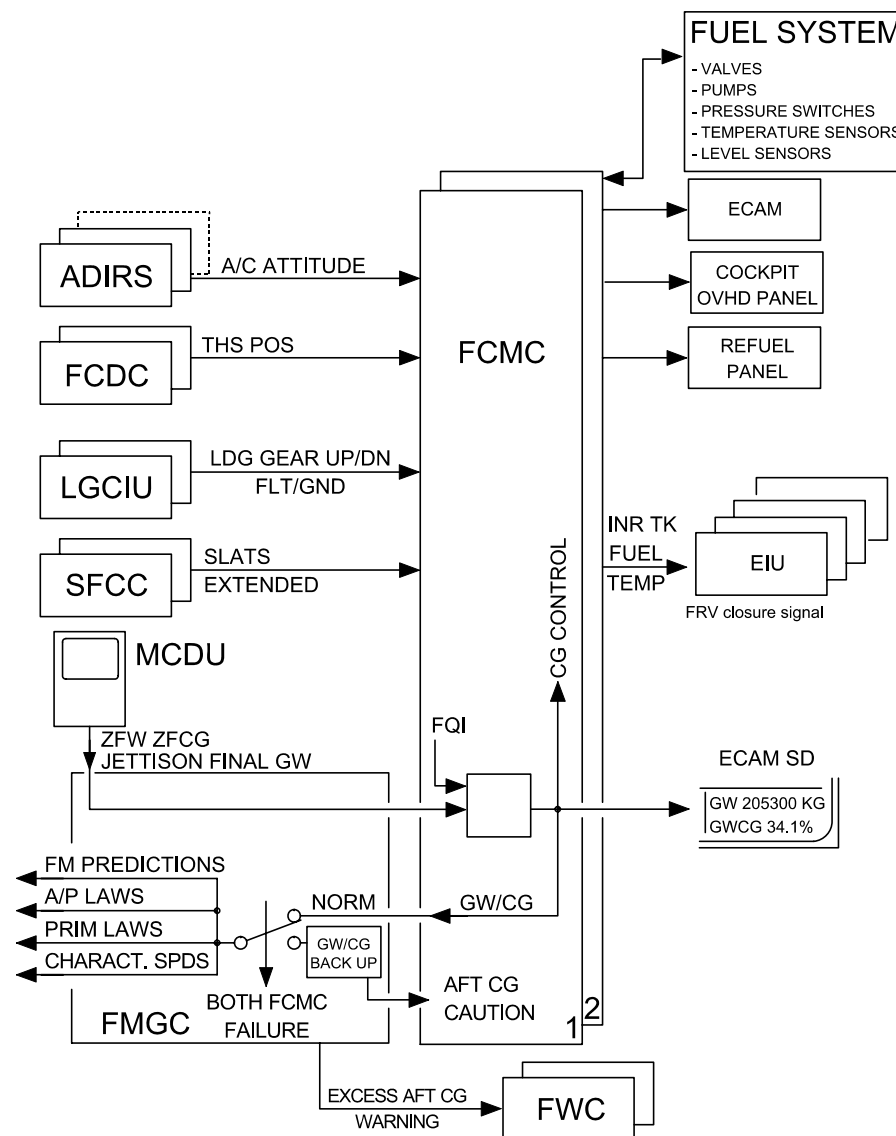 FUEL SYSTEM
- VALVES
- PUMPS
- PRESSURE SWITCHES
- TEMPERATURE SENSORS
- LEVEL SENSORS
ECAM
ADIRS
A/C ATTITUDE
COCKPIT
OVHD PANEL
FCDC
THS POS
FCMC
REFUEL
PANEL
LGCIU
LDG GEAR UP/DN
FLT/GND
INR TK
FUEL
TEMP
EIU
FRV closure signal
SFCC
SLATS
EXTENDED
CG CONTROL
MCDU
ZFW ZFCG
JETTISON FINAL GW
FQI
ECAM SD
GW 205300 KG
GWCG 34.1%
FM PREDICTIONS
A/P LAWS
PRIM LAWS
CHARACT. SPDS
NORM
GW/CG
GW/CG
BACK UP
BOTH FCMC
FAILURE
FMGC
AFT CG
CAUTION
1
2
EXCESS AFT CG
WARNING
FWC